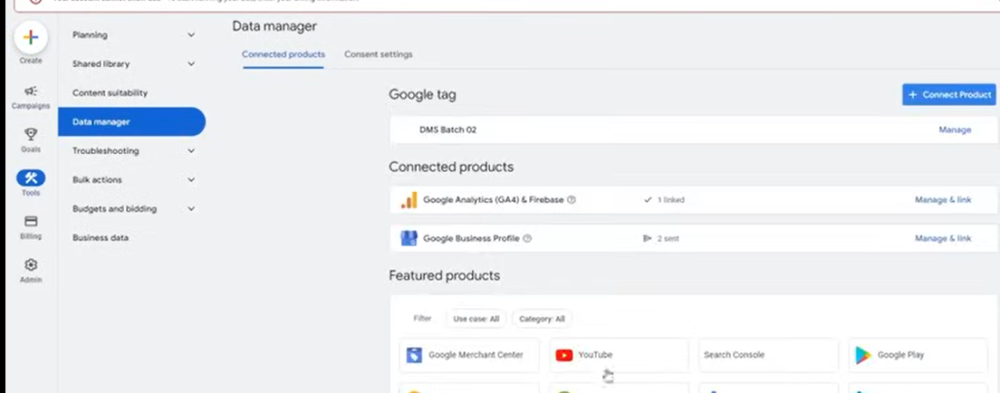 Data manager
Create
Campaigns
Goals
Tools
Billing
Admin
Planning
Shared library
Content suitability
Data manager
Troubleshooting
Bulk actions
Budgets and bidding
Business data
Connected products
Consent settings
Google tag
+ Connect Product
DMS Batch 02
Manage
Connected products
Google Analytics (GA4) & Firebase
1 linked
Manage & link
Google Business Profile
2 sent
Manage & link
Featured products
Filter
Use case: All
Category: All
Google Merchant Center
YouTube
Search Console
Google Play